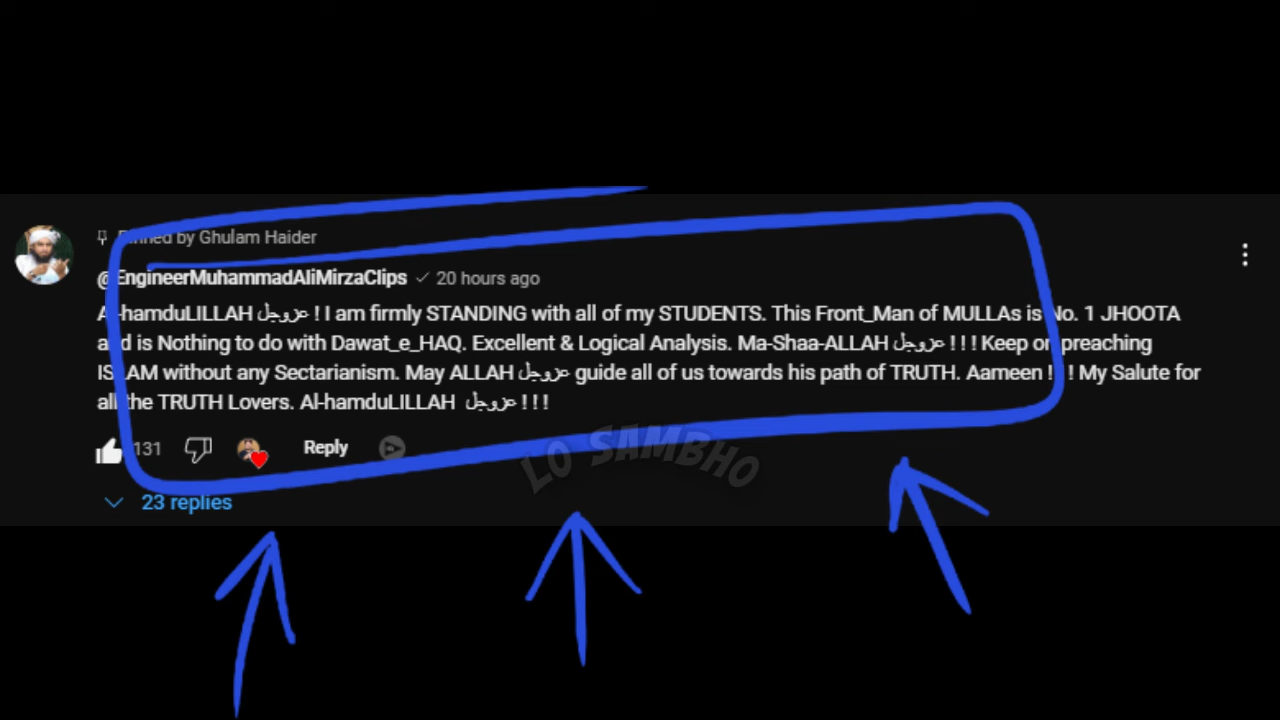 Pinned by Ghulam Haider
@EngineerMuhammadAliMirzaClips 20 hours ago
Al-hamduLILLAH عزوجل ! I am firmly STANDING with all of my STUDENTS. This Front_Man of MULLAs is No. 1 JHOOTA
and is Nothing to do with Dawat_e_HAQ. Excellent & Logical Analysis. Ma-Shaa-ALLAH عزوجل ! ! ! Keep on preaching
ISLAM without any Sectarianism. May ALLAH عزوجل guide all of us towards his path of TRUTH. Aameen ! ! ! My Salute for
all the TRUTH Lovers. Al-hamduLILLAH عزوجل ! ! !
131 Reply
23 replies
LO SAMBHO